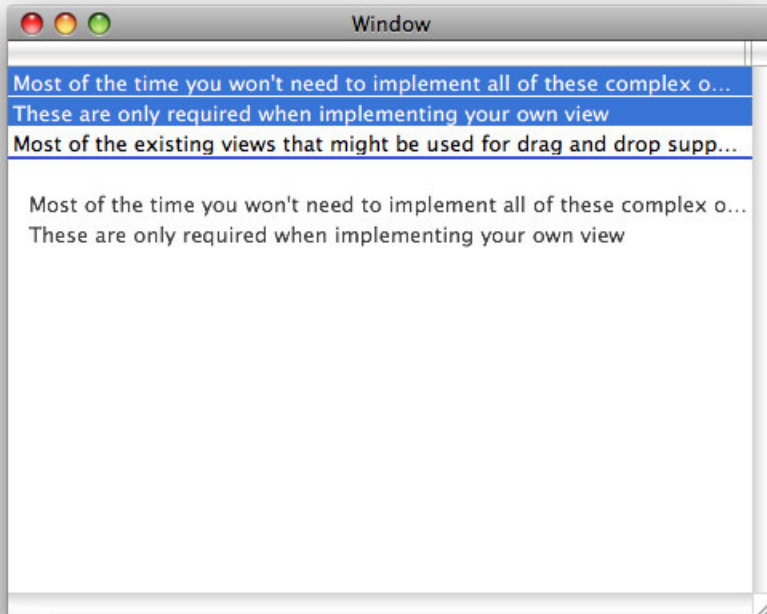 Window
Most of the time you won't need to implement all of these complex o...
These are only required when implementing your own view
Most of the existing views that might be used for drag and drop supp...
Most of the time you won't need to implement all of these complex o...
These are only required when implementing your own view